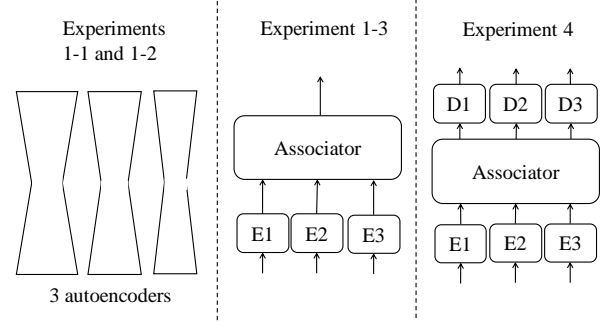 Experiments
1-1 and 1-2
3 autoencoders
Experiment 1-3
Associator
E1 E2 E3
Experiment 4
D1 D2 D3
Associator
E1 E2 E3